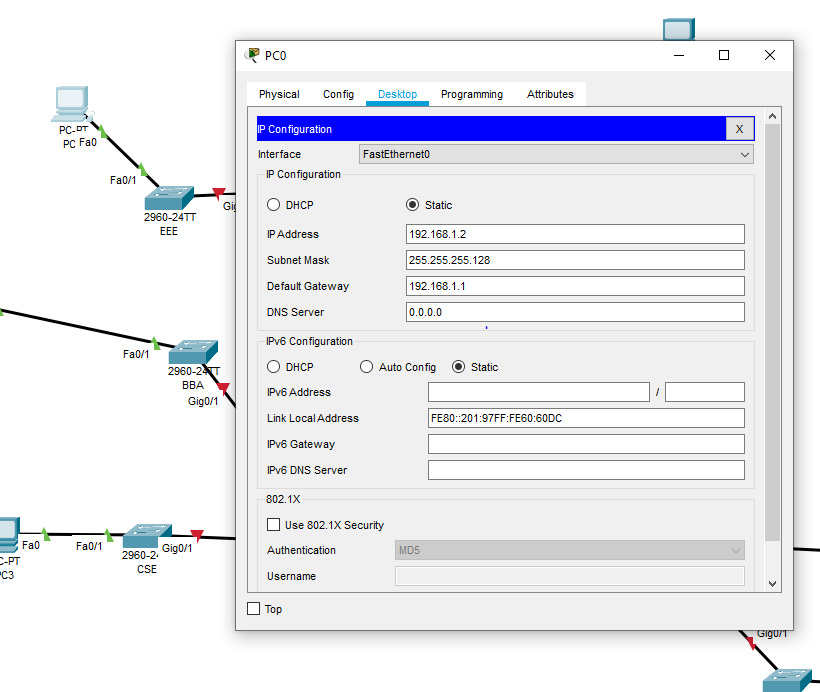 PC0
Physical Config Desktop Programming Attributes
IP Configuration X
Interface FastEthernet0
IP Configuration
DHCP Static
IP Address 192.168.1.2
Subnet Mask 255.255.255.128
Default Gateway 192.168.1.1
DNS Server 0.0.0.0
IPv6 Configuration
DHCP Auto Config Static
IPv6 Address /
Link Local Address FE80::201:97FF:FE60:60DC
IPv6 Gateway
IPv6 DNS Server
802.1X
Use 802.1X Security
Authentication MD5
Username
Top
PC-PT
PC Fa0
Fa0/1
2960-24TT
EEE
Gig
Fa0/1
2960-24TT
BBA
Gig0/1
Fa0
C-PT
PC3
Fa0/1
2960-24
CSE
Gig0/1
Gig0/1